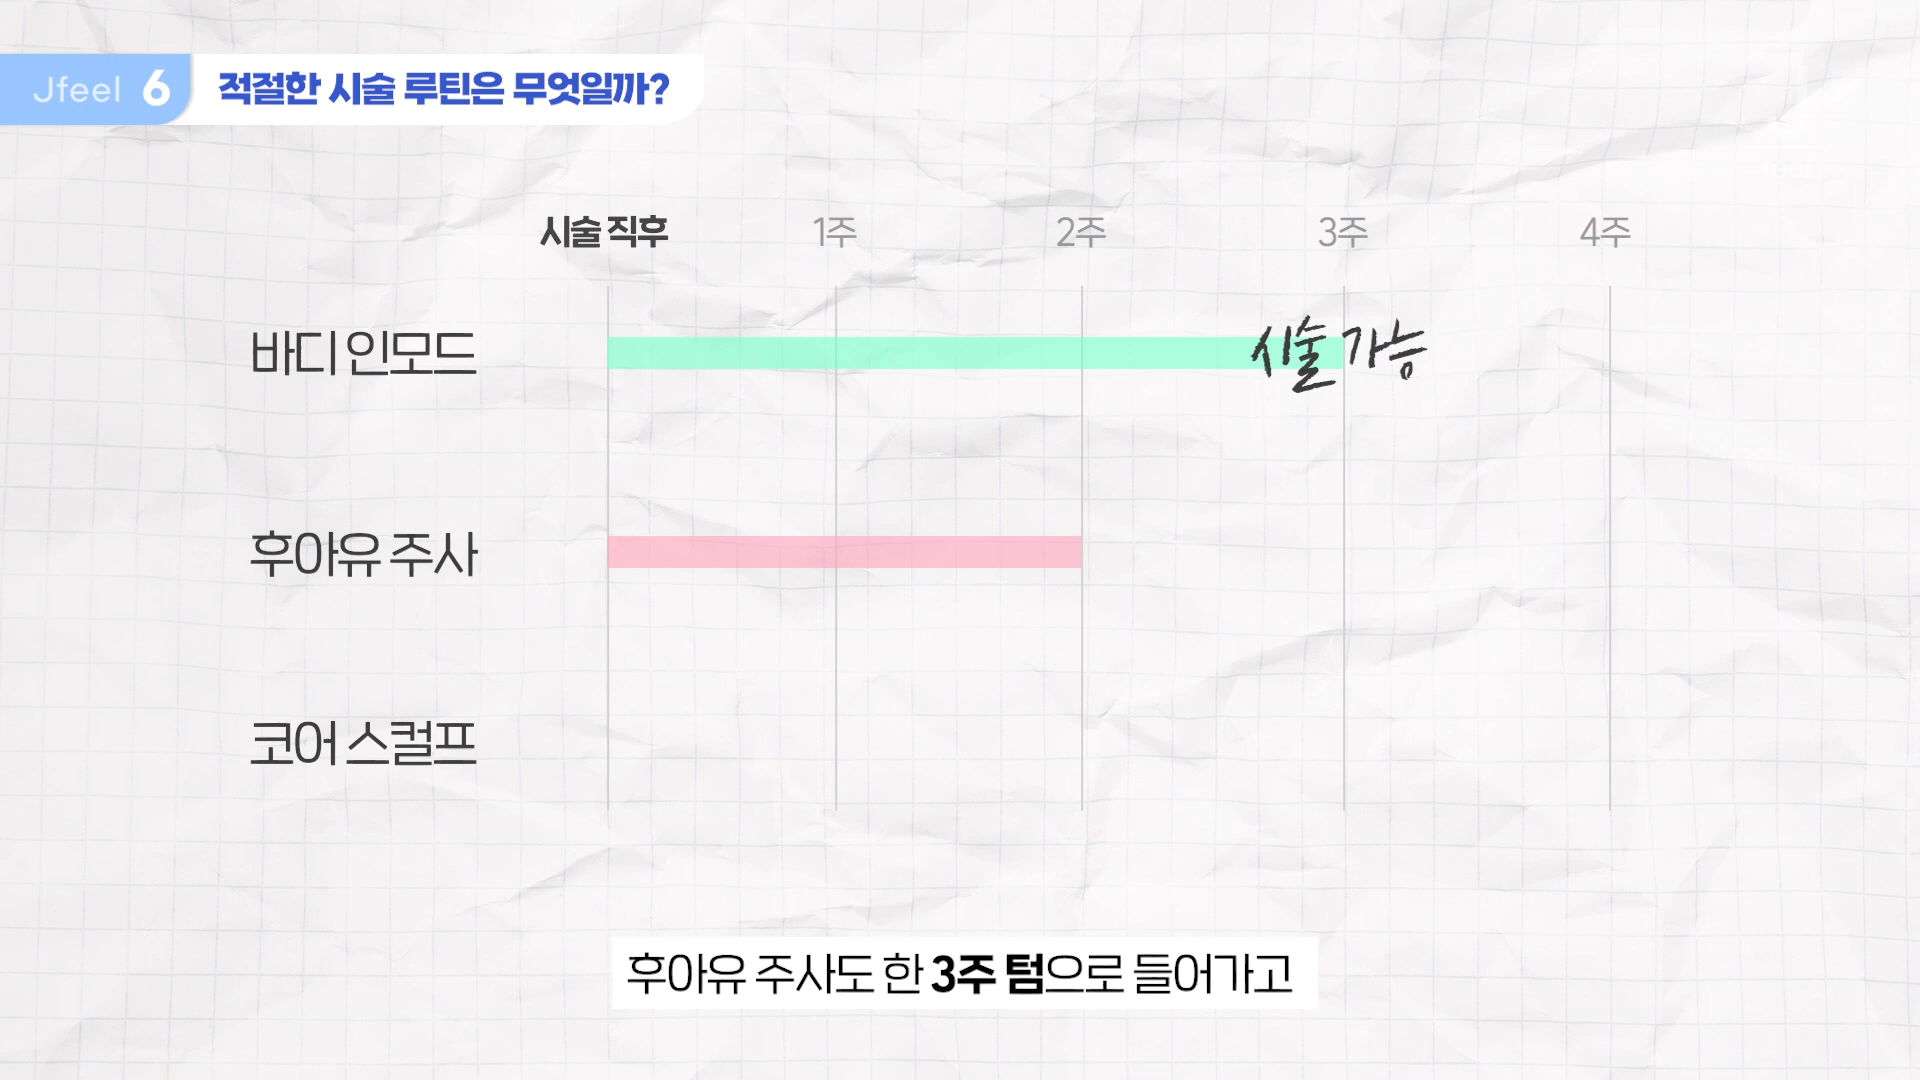 Jfeel 6 적절한 시술 루틴은 무엇일까?
시술 직후 1주 2주 3주 4주
바디 인모드 시술 가능
후야유 주사
코어 스컬프
후야유 주사도 한 3주 텀으로 들어가고